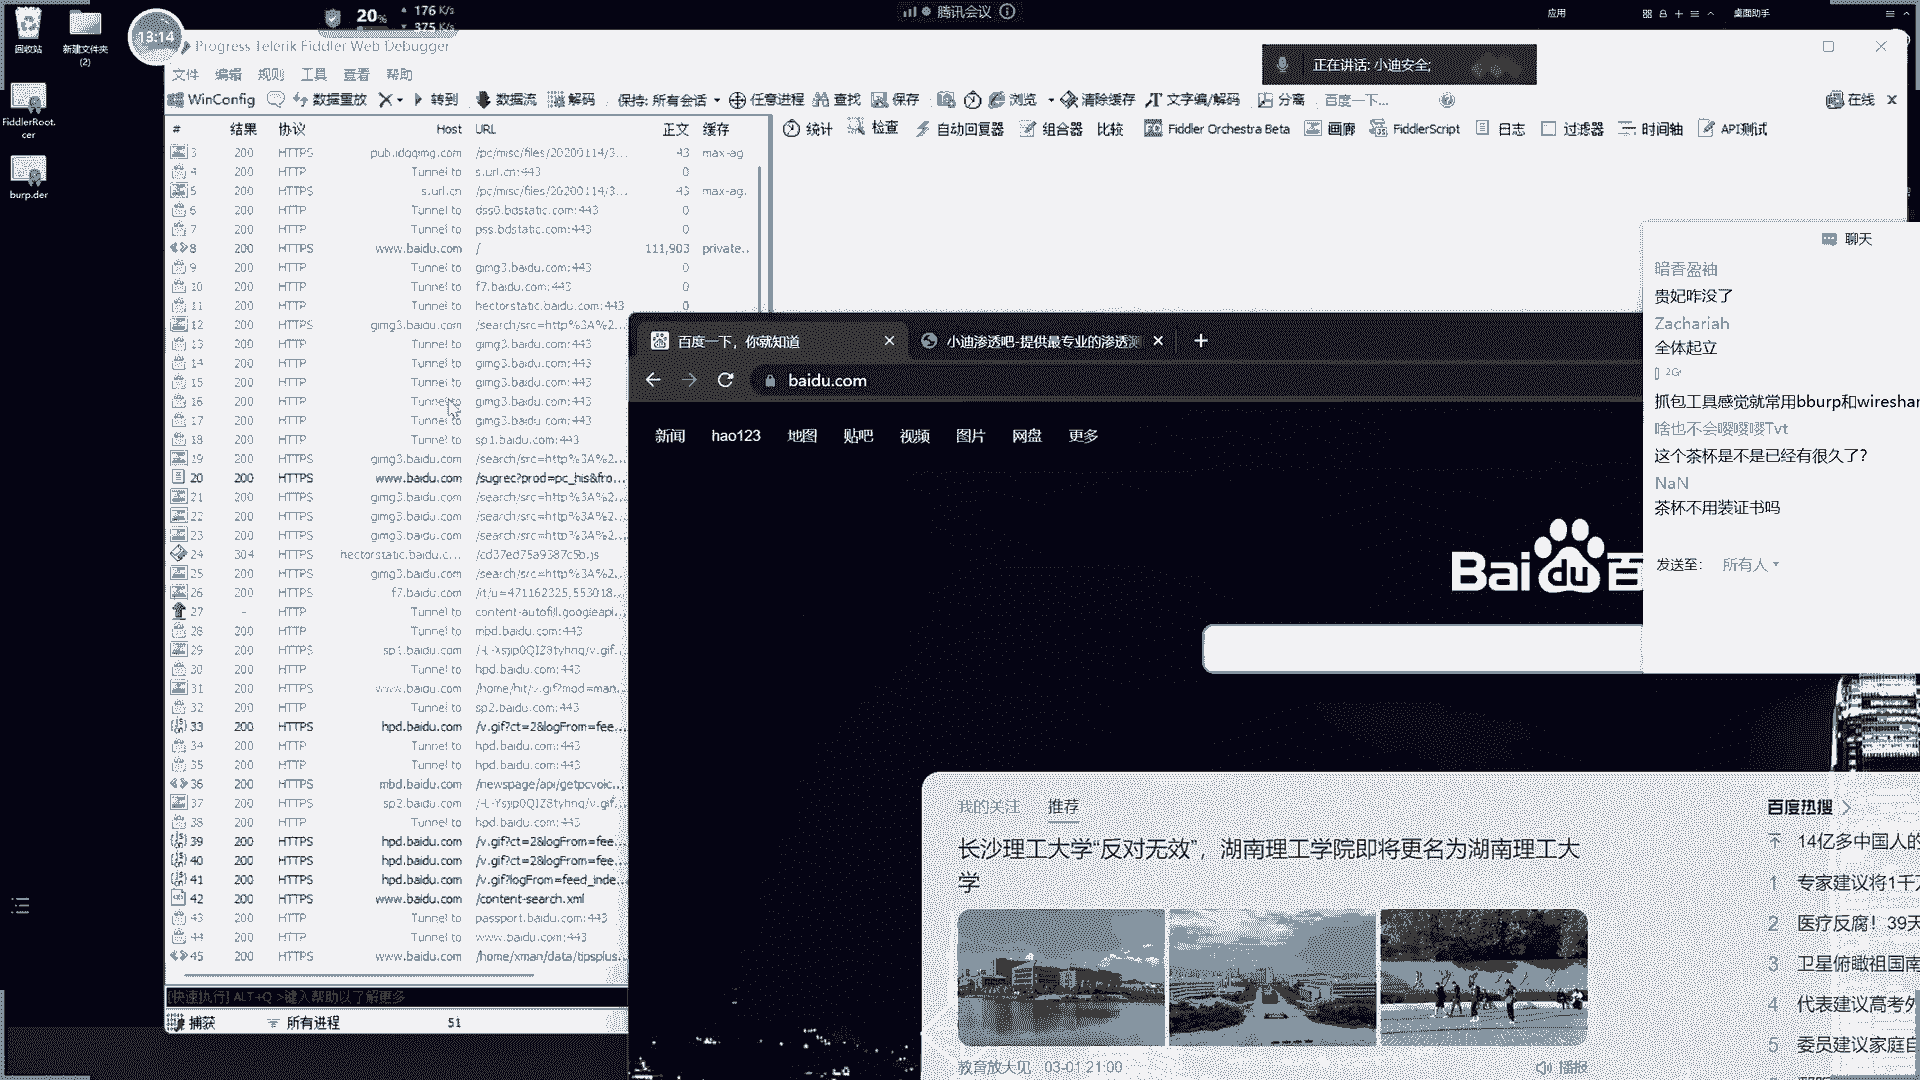 回收站
新建文件夹
(2)
FiddlerRoot.
cer
burp.der
13:14
20%
176 K/s
375 K/s
腾讯会议
应用
桌面助手
Progress Telerik Fiddler Web Debugger
正在讲话: 小迪安全;
文件 编辑 规则 工具 查看 帮助
WinConfig 数据重放 转到 数据流 解码 保持: 所有会话 任意进程 查找 保存 浏览 清除缓存 文字编/解码 分离 百度一下... 在线
统计 检查 自动回复器 组合器 比较 Fiddler Orchestra Beta 画廊 FiddlerScript 日志 过滤器 时间轴 API测试
# 结果 协议 Host URL 正文 缓存
3 200 HTTPS pub.idqqimg.com /pc/misc/files/20200114/3... 43 max-ag
4 200 HTTP Tunnel to s.url.cn:443 0
5 200 HTTPS s.url.cn /pc/misc/files/20200114/3... 43 max-ag.
6 200 HTTP Tunnel to dss0.bdstatic.com:443 0
7 200 HTTP Tunnel to pss.bdstatic.com:443 0
8 200 HTTPS www.baidu.com / 111,903 private..
9 200 HTTP Tunnel to gimg3.baidu.com:443 0
10 200 HTTP Tunnel to f7.baidu.com:443 0
11 200 HTTP Tunnel to hectorstatic.baidu.com:443 0
12 200 HTTPS gimg3.baidu.com /search/src=http%3A%2...
13 200 HTTP Tunnel to gimg3.baidu.com:443
14 200 HTTP Tunnel to gimg3.baidu.com:443
15 200 HTTP Tunnel to gimg3.baidu.com:443
16 200 HTTP Tunnel to gimg3.baidu.com:443
17 200 HTTP Tunnel to gimg3.baidu.com:443
18 200 HTTP Tunnel to sp1.baidu.com:443
19 200 HTTPS gimg3.baidu.com /search/src=http%3A%2...
20 200 HTTPS www.baidu.com /sugrec?prod=pc_his&fro...
21 200 HTTPS gimg3.baidu.com /search/src=http%3A%2...
22 200 HTTPS gimg3.baidu.com /search/src=http%3A%2...
23 200 HTTPS gimg3.baidu.com /search/src=http%3A%2...
24 304 HTTPS hectorstatic.baidu.c... /cd37ed75a9387c5b.js
25 200 HTTPS gimg3.baidu.com /search/src=http%3A%2...
26 200 HTTPS f7.baidu.com /it/u=471162325,553018...
27 - HTTP Tunnel to content-autofill.googleapi...
28 200 HTTP Tunnel to mbd.baidu.com:443
29 200 HTTPS sp1.baidu.com
30 200 HTTP Tunnel to hpd.baidu.com:443
31 200 HTTPS www.baidu.com /home/hit/v.gif?mod=man...
32 200 HTTP Tunnel to sp2.baidu.com:443
33 200 HTTPS hpd.baidu.com /v.gif?ct=2&logFrom=fee...
34 200 HTTP Tunnel to hpd.baidu.com:443
35 200 HTTP Tunnel to hpd.baidu.com:443
36 200 HTTPS mbd.baidu.com /newspage/api/getpcvoic...
37 200 HTTPS sp2.baidu.com
38 200 HTTP Tunnel to hpd.baidu.com:443
39 200 HTTPS hpd.baidu.com /v.gif?ct=2&logFrom=fee...
40 200 HTTPS hpd.baidu.com /v.gif?ct=2&logFrom=fee...
41 200 HTTPS hpd.baidu.com /v.gif?logFrom=feed_inde...
42 200 HTTPS www.baidu.com /content-search.xml
43 200 HTTP Tunnel to passport.baidu.com:443
44 200 HTTP Tunnel to www.baidu.com:443
45 200 HTTPS www.baidu.com /home/xman/data/tipsplus...
[快速执行] ALT+Q >键入帮助以了解更多
捕获 所有进程 51
百度一下，你就知道
小迪渗透吧-提供最专业的渗透测
baidu.com
新闻 hao123 地图 贴吧 视频 图片 网盘 更多
Bai du 百
我的关注 推荐
长沙理工大学“反对无效”，湖南理工学院即将更名为湖南理工大
学
教育放大见 03-01 21:00 播报
百度热搜
14亿多中国人的
1 专家建议将1千
2 医疗反腐！39天
3 卫星俯瞰祖国南
4 代表建议高考外
5 委员建议家庭自
聊天
暗香盈袖
贵妃咋没了
Zachariah
全体起立
抓包工具感觉就常用bburp和wireshar
啥也不会嘤嘤嘤Tvt
这个茶杯是不是已经有很久了?
NaN
茶杯不用装证书吗
发送至: 所有人